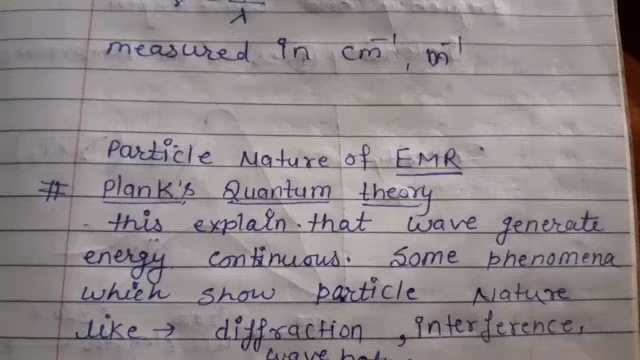 λ
measured in cm⁻¹, m⁻¹
Particle Nature of EMR
# Plank's Quantum theory
this explain that wave generate
energy continuous. Some phenomena
which show particle Nature
like → diffraction, interference,